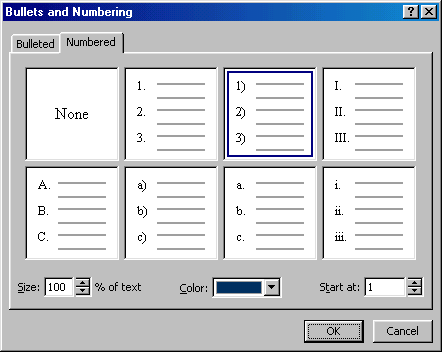 Bullets and Numbering
Bulleted Numbered
None
1.
2.
3.
1)
2)
3)
I.
II.
III.
A.
B.
C.
a)
b)
c)
a.
b.
c.
i.
ii.
iii.
Size: 100 % of text Color: Start at: 1
OK Cancel